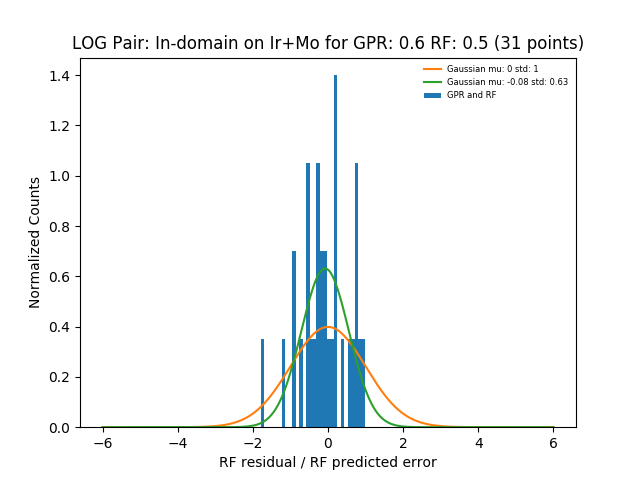 LOG Pair: In-domain on Ir+Mo for GPR: 0.6 RF: 0.5 (31 points)
Gaussian mu: 0 std: 1
Gaussian mu: -0.08 std: 0.63
GPR and RF
Normalized Counts
1.4
1.2
1.0
0.8
0.6
0.4
0.2
0.0
−6 −4 −2 0 2 4 6
RF residual / RF predicted error